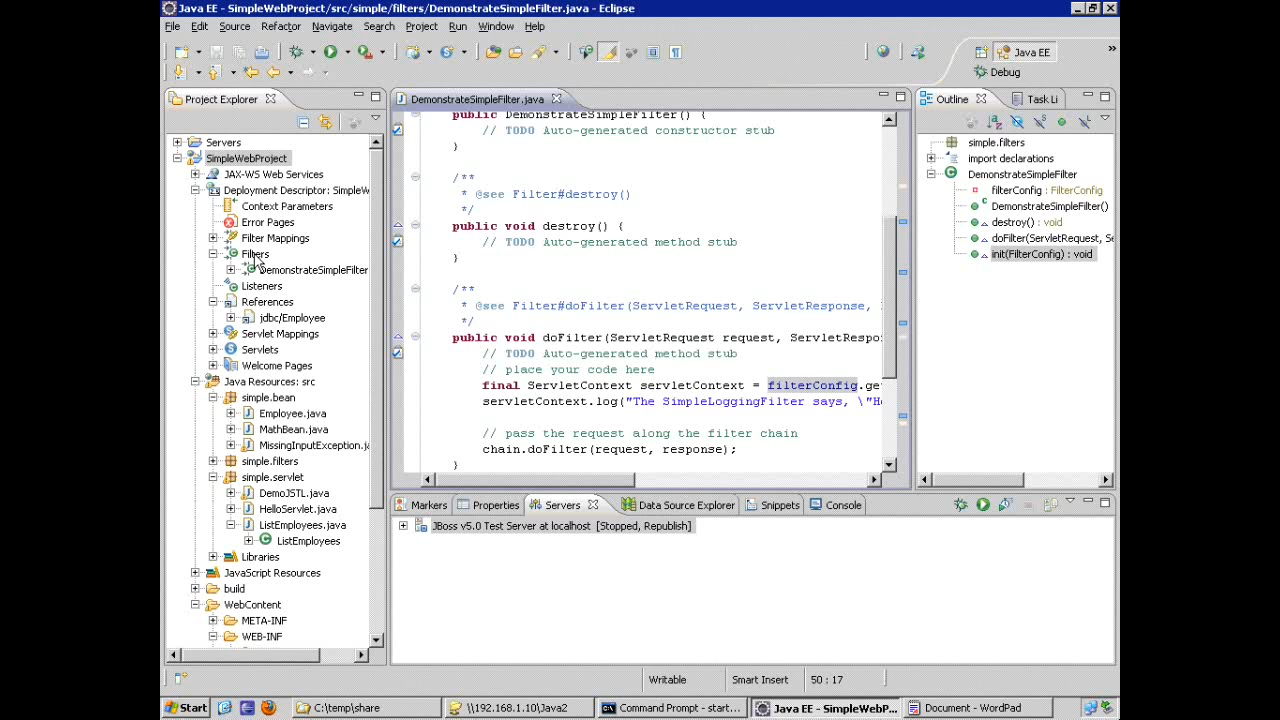 Java EE - SimpleWebProject/src/simple/filters/DemonstrateSimpleFilter.java - Eclipse
File Edit Source Refactor Navigate Search Project Run Window Help
Java EE
Debug
Project Explorer
Servers
SimpleWebProject
JAX-WS Web Services
Deployment Descriptor: SimpleW
Context Parameters
Error Pages
Filter Mappings
Filters
DemonstrateSimpleFilter
Listeners
References
jdbc/Employee
Servlet Mappings
Servlets
Welcome Pages
Java Resources: src
simple.bean
Employee.java
MathBean.java
MissingInputException.ja
simple.filters
simple.servlet
DemoJSTL.java
HelloServlet.java
ListEmployees.java
ListEmployees
Libraries
JavaScript Resources
build
WebContent
META-INF
WEB-INF
DemonstrateSimpleFilter.java
public DemonstrateSimpleFilter() {
// TODO Auto-generated constructor stub
}
/**
* @see Filter#destroy()
*/
public void destroy() {
// TODO Auto-generated method stub
}
/**
* @see Filter#doFilter(ServletRequest, ServletResponse,
*/
public void doFilter(ServletRequest request, ServletRespo
// TODO Auto-generated method stub
// place your code here
final ServletContext servletContext = filterConfig.ge
servletContext.log("The SimpleLoggingFilter says, \"He
// pass the request along the filter chain
chain.doFilter(request, response);
}
Outline Task Li
simple.filters
import declarations
DemonstrateSimpleFilter
filterConfig : FilterConfig
DemonstrateSimpleFilter()
destroy() : void
doFilter(ServletRequest, Se
init(FilterConfig) : void
Markers Properties Servers Data Source Explorer Snippets Console
JBoss v5.0 Test Server at localhost [Stopped, Republish]
Writable Smart Insert 50 : 17
Start C:\temp\share \\192.168.1.10\Java2 Command Prompt - start... Java EE - SimpleWebP... Document - WordPad